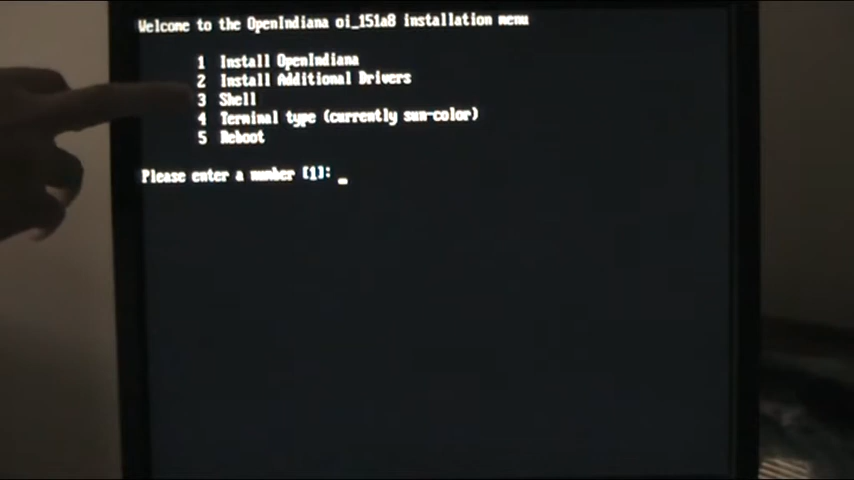 Welcome to the OpenIndiana oi_151a8 installation menu
1 Install OpenIndiana
2 Install Additional Drivers
3 Shell
4 Terminal type (currently sun-color)
5 Reboot
Please enter a number [1]: _